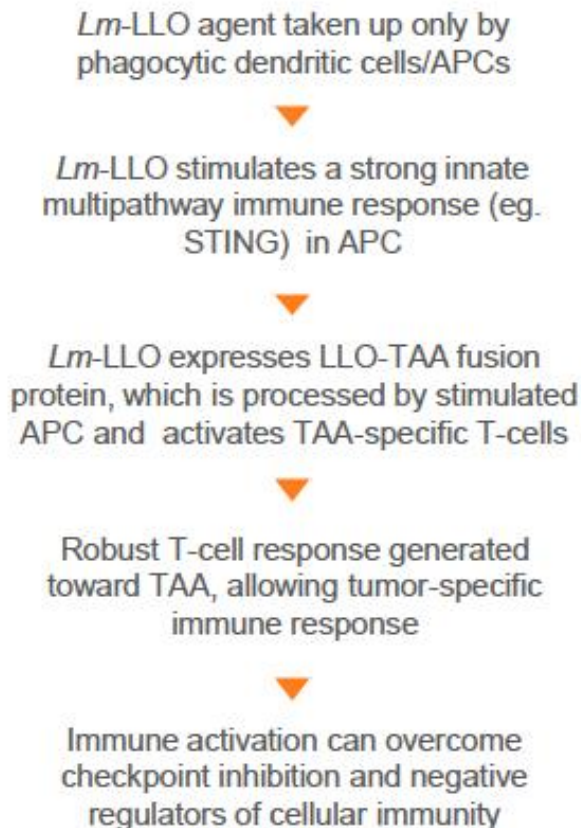 Lm-LLO agent taken up only by
phagocytic dendritic cells/APCs
Lm-LLO stimulates a strong innate
multipathway immune response (eg.
STING) in APC
Lm-LLO expresses LLO-TAA fusion
protein, which is processed by stimulated
APC and activates TAA-specific T-cells
Robust T-cell response generated
toward TAA, allowing tumor-specific
immune response
Immune activation can overcome
checkpoint inhibition and negative
regulators of cellular immunity